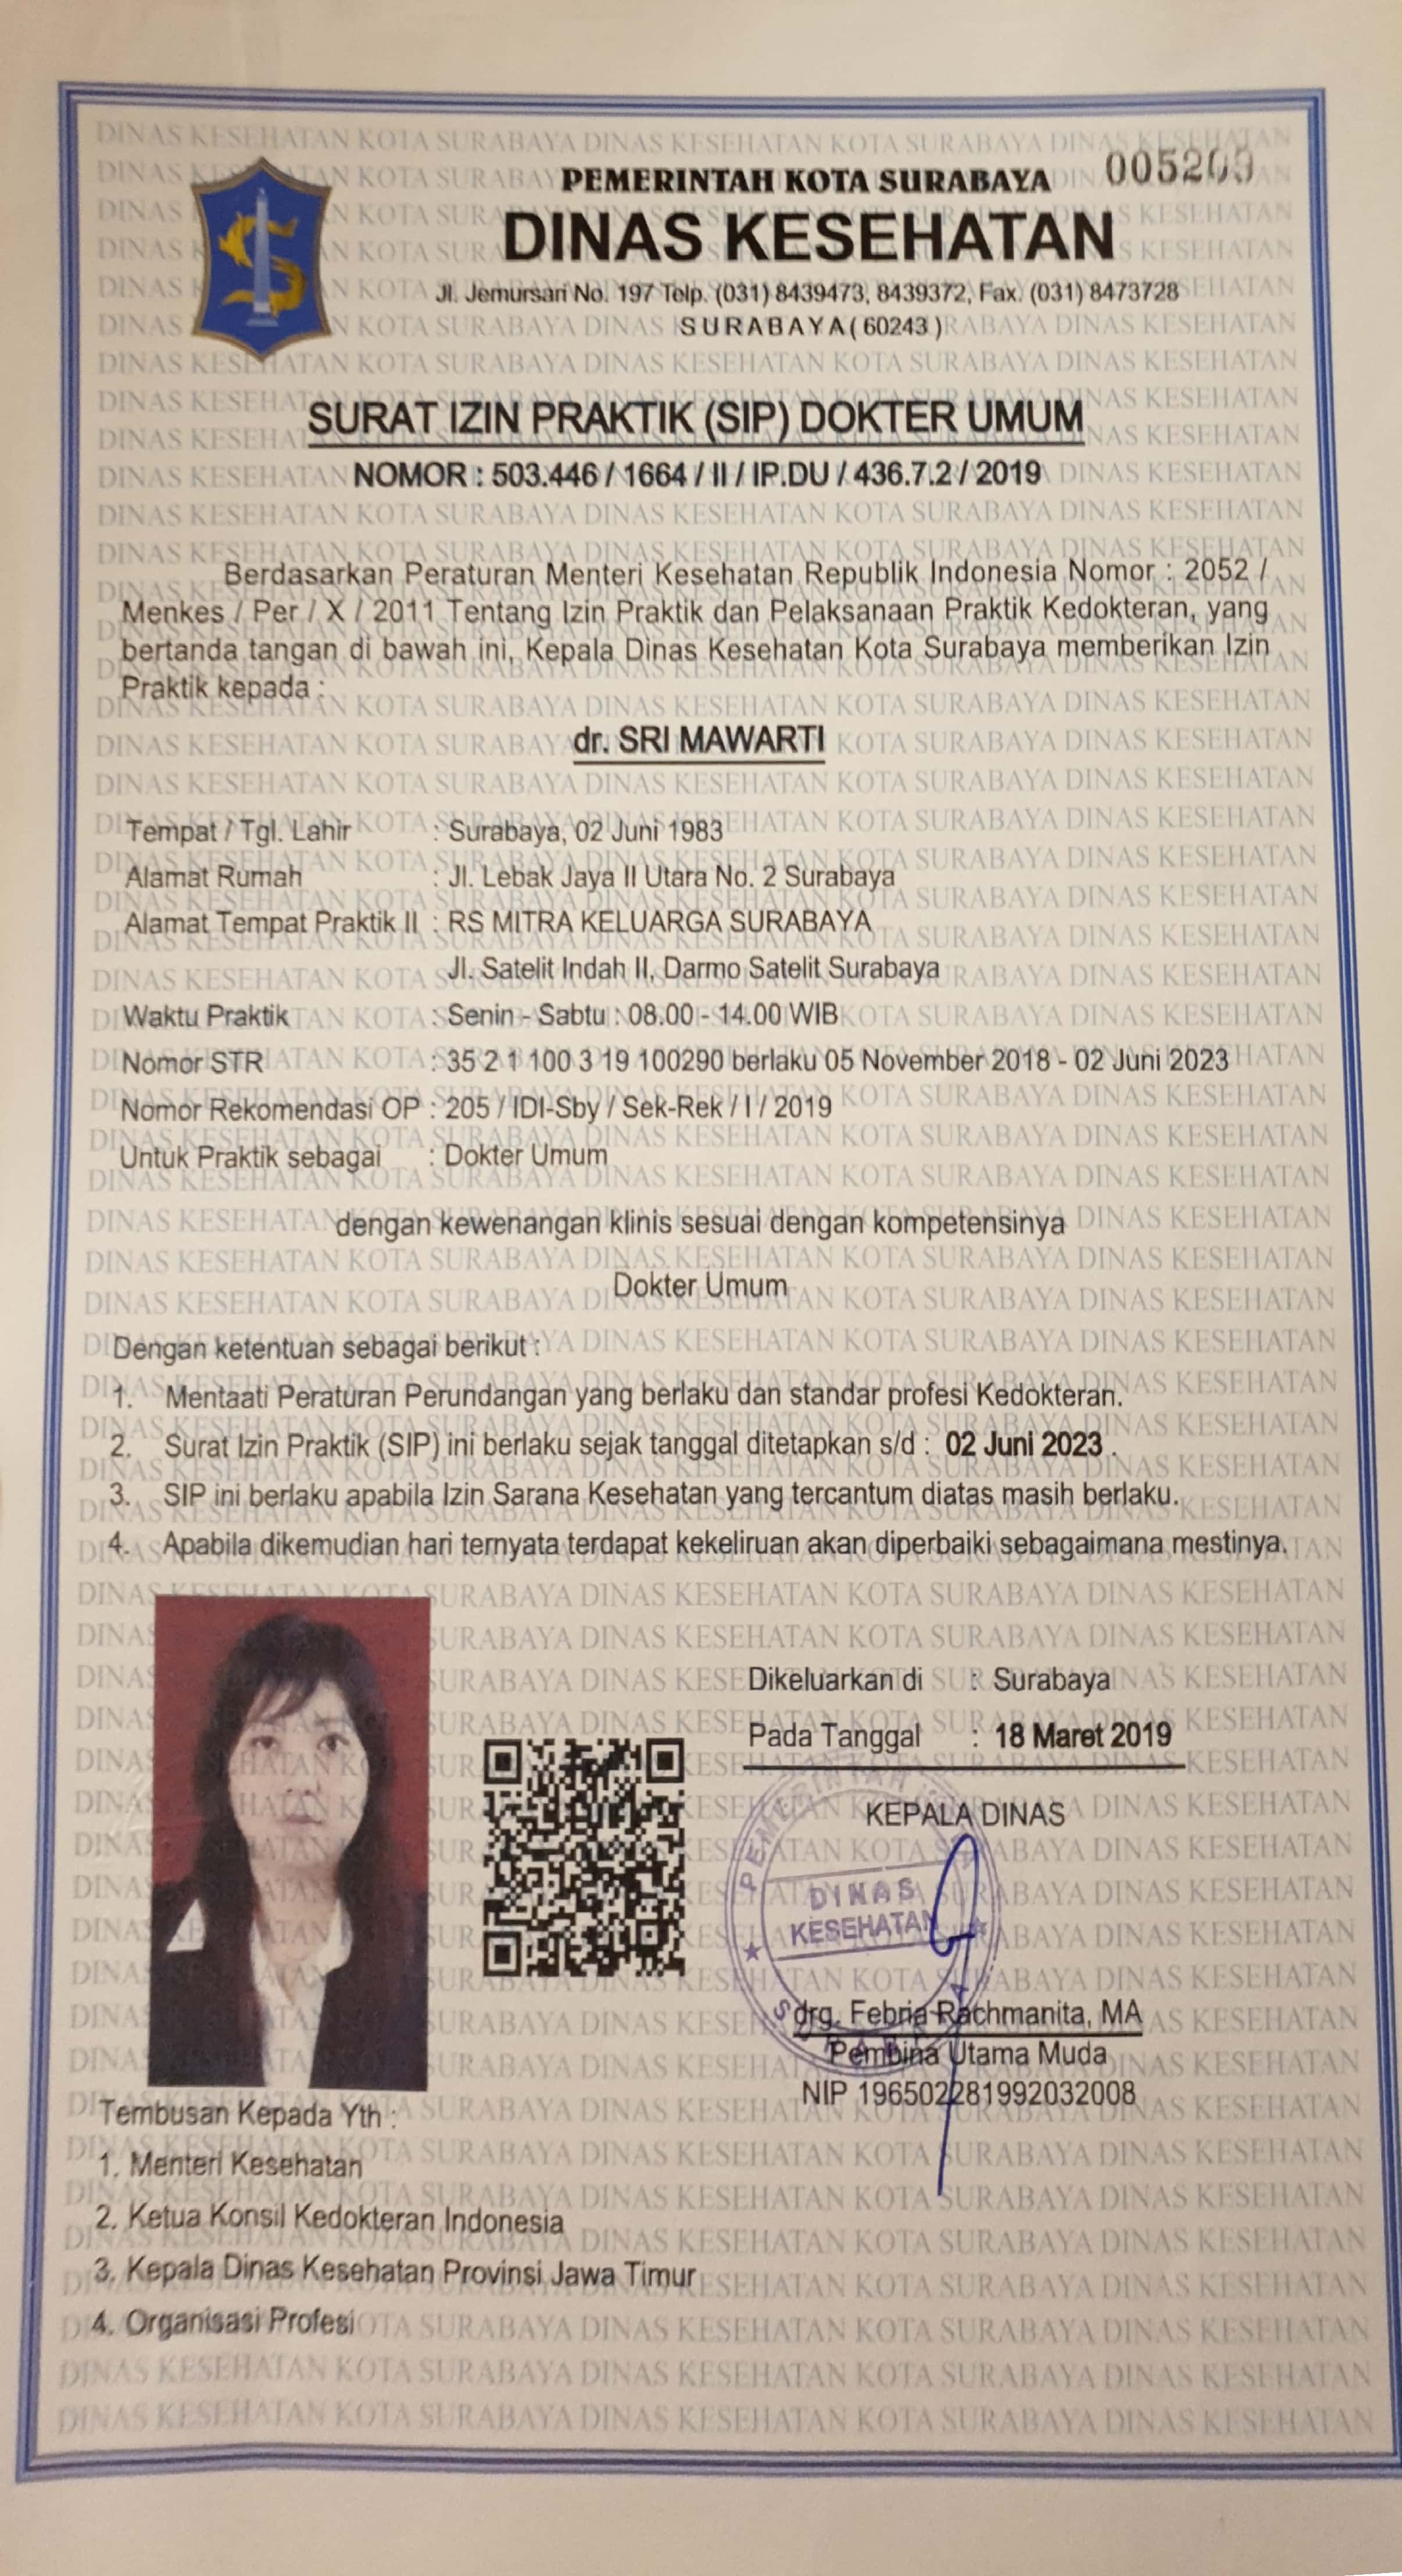 PEMERINTAH KOTA SURABAYA
005209
DINAS KESEHATAN
Jl. Jemursari No. 197 Telp. (031) 8439473, 8439372, Fax. (031) 8473728
SURABAYA ( 60243 )
SURAT IZIN PRAKTIK (SIP) DOKTER UMUM
NOMOR : 503.446 / 1664 / II / IP.DU / 436.7.2 / 2019
Berdasarkan Peraturan Menteri Kesehatan Republik Indonesia Nomor : 2052 /
Menkes / Per / X / 2011 Tentang Izin Praktik dan Pelaksanaan Praktik Kedokteran, yang
bertanda tangan di bawah ini, Kepala Dinas Kesehatan Kota Surabaya memberikan Izin
Praktik kepada :
dr. SRI MAWARTI
Tempat / Tgl. Lahir : Surabaya, 02 Juni 1983
Alamat Rumah : Jl. Lebak Jaya II Utara No. 2 Surabaya
Alamat Tempat Praktik II : RS MITRA KELUARGA SURABAYA
Jl. Satelit Indah II, Darmo Satelit Surabaya
Waktu Praktik : Senin - Sabtu : 08.00 - 14.00 WIB
Nomor STR : 35 2 1 100 3 19 100290 berlaku 05 November 2018 - 02 Juni 2023
Nomor Rekomendasi OP : 205 / IDI-Sby / Sek-Rek / I / 2019
Untuk Praktik sebagai : Dokter Umum
dengan kewenangan klinis sesuai dengan kompetensinya
Dokter Umum
Dengan ketentuan sebagai berikut :
1. Mentaati Peraturan Perundangan yang berlaku dan standar profesi Kedokteran.
2. Surat Izin Praktik (SIP) ini berlaku sejak tanggal ditetapkan s/d : 02 Juni 2023 .
3. SIP ini berlaku apabila Izin Sarana Kesehatan yang tercantum diatas masih berlaku.
4. Apabila dikemudian hari ternyata terdapat kekeliruan akan diperbaiki sebagaimana mestinya.
Dikeluarkan di : Surabaya
Pada Tanggal : 18 Maret 2019
KEPALA DINAS
PEMERINTAH
DINAS
KESEHATAN
drg. Febria Rachmanita, MA
Pembina Utama Muda
NIP 196502281992032008
Tembusan Kepada Yth :
1. Menteri Kesehatan
2. Ketua Konsil Kedokteran Indonesia
3. Kepala Dinas Kesehatan Provinsi Jawa Timur
4. Organisasi Profesi